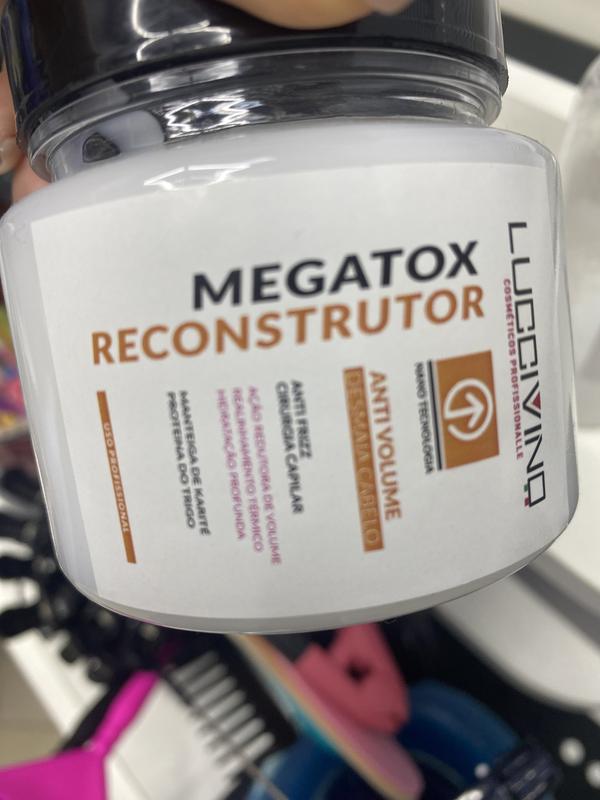 LUCCIVINO
COSMÉTICOS PROFISSIONALLE
MEGATOX
RECONSTRUTOR
NANO TECNOLOGIA
ANTI VOLUME
DESMAIA CABELO
ANTI FRIZZ
CIRURGIA CAPILAR
AÇÃO REDUTORA DE VOLUME
REALINHAMENTO TÉRMICO
HIDRATAÇÃO PROFUNDA
MANTEIGA DE KARITÉ
PROTEINA DO TRIGO
USO PROFISSIONAL